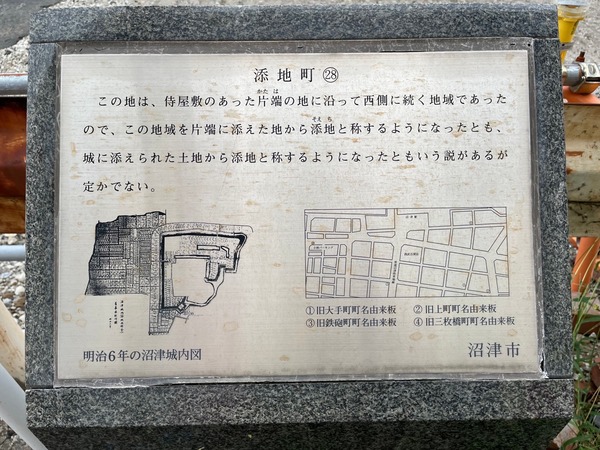 添地町㉘
かた は
この地は、侍屋敷のあった片端の地に沿って西側に続く地域であった
そえ ち
ので、この地域を片端に添えた地から添地と称するようになったとも、
城に添えられた土地から添地と称するようになったともいう説があるが
定かでない。
①旧大手町町名由来板 ②旧上町町名由来板
③旧鉄砲町町名由来板 ④旧三枚橋町町名由来板
明治6年の沼津城内図
沼津市